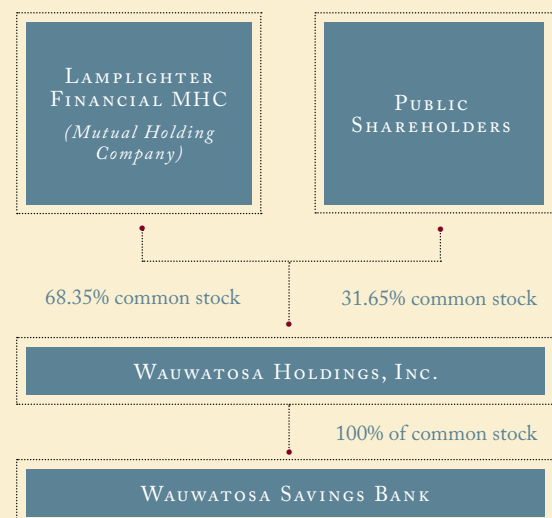 Lamplighter
Financial MHC
(Mutual Holding
Company)
Public
Shareholders
68.35% common stock
31.65% common stock
Wauwatosa Holdings, Inc.
100% of common stock
Wauwatosa Savings Bank